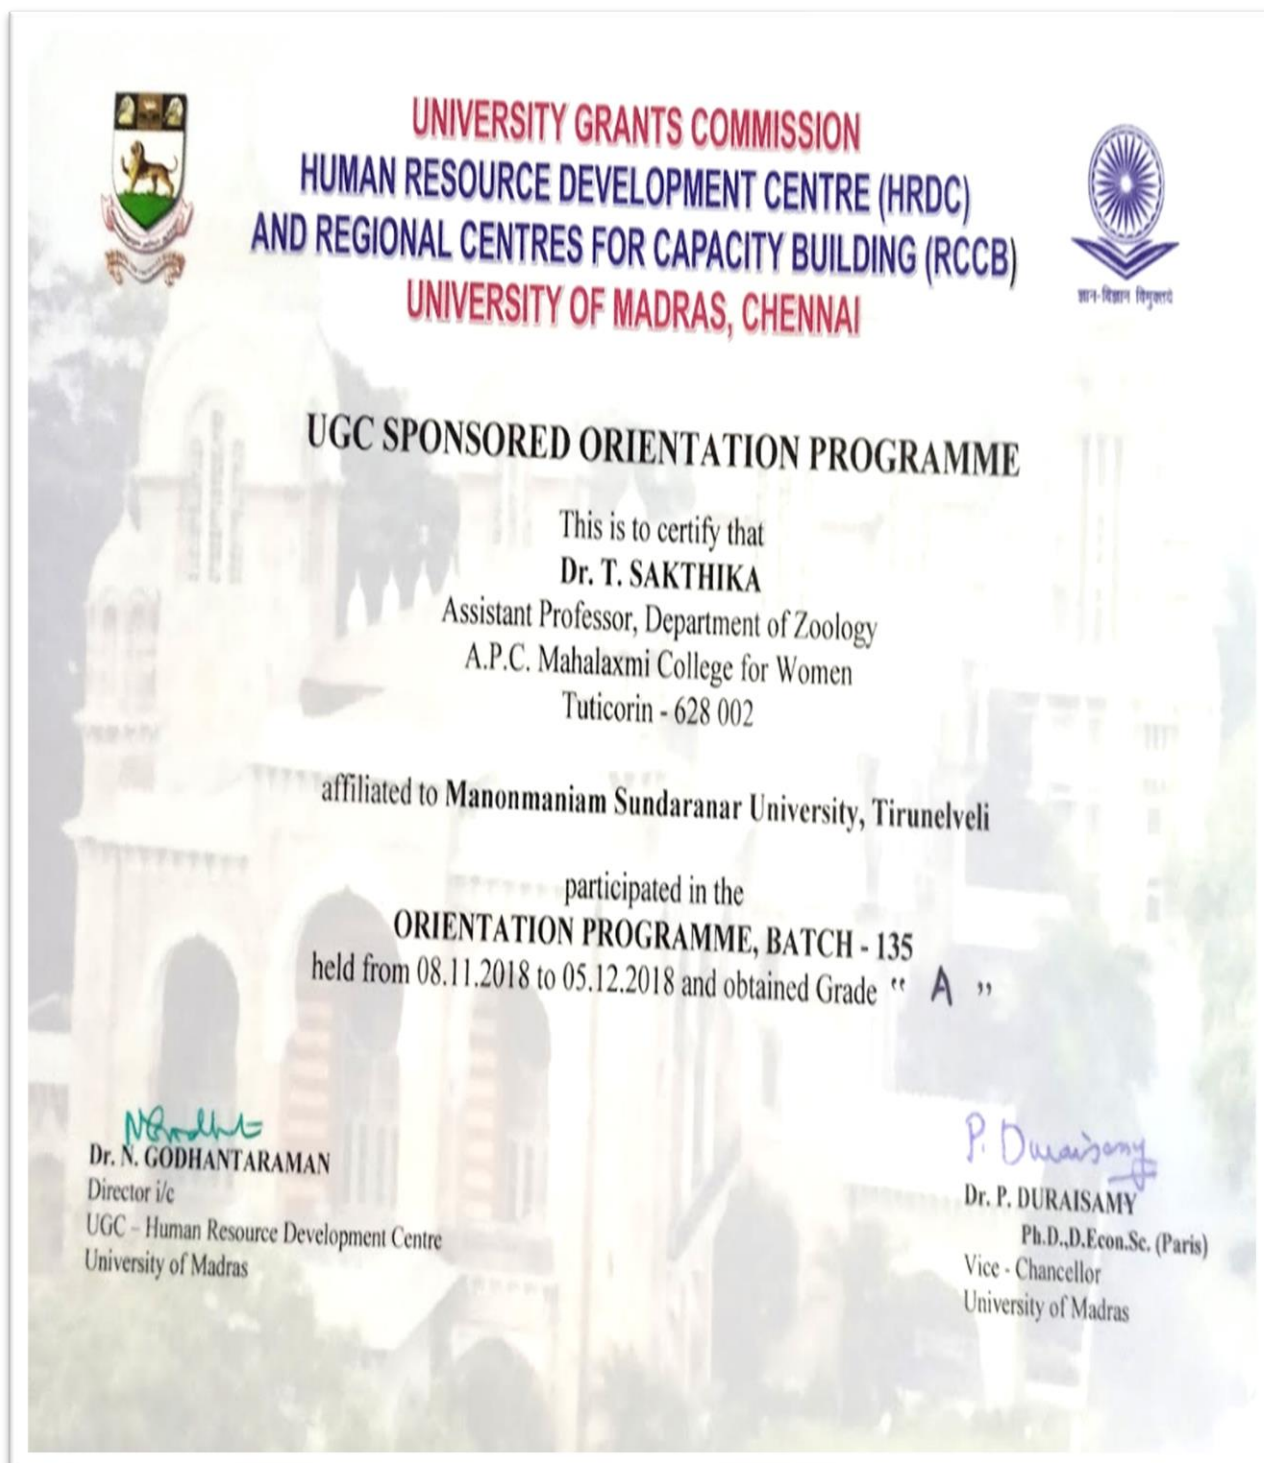 UNIVERSITY GRANTS COMMISSION
HUMAN RESOURCE DEVELOPMENT CENTRE (HRDC)
AND REGIONAL CENTRES FOR CAPACITY BUILDING (RCCB)
UNIVERSITY OF MADRAS, CHENNAI
ज्ञान-विज्ञान विमुक्तये
UGC SPONSORED ORIENTATION PROGRAMME
This is to certify that
Dr. T. SAKTHIKA
Assistant Professor, Department of Zoology
A.P.C. Mahalaxmi College for Women
Tuticorin - 628 002
affiliated to Manonmaniam Sundaranar University, Tirunelveli
participated in the
ORIENTATION PROGRAMME, BATCH - 135
held from 08.11.2018 to 05.12.2018 and obtained Grade “ A ”
Dr. N. GODHANTARAMAN
Director i/c
UGC – Human Resource Development Centre
University of Madras
P. Duraisamy
Dr. P. DURAISAMY
Ph.D.,D.Econ.Sc. (Paris)
Vice - Chancellor
University of Madras